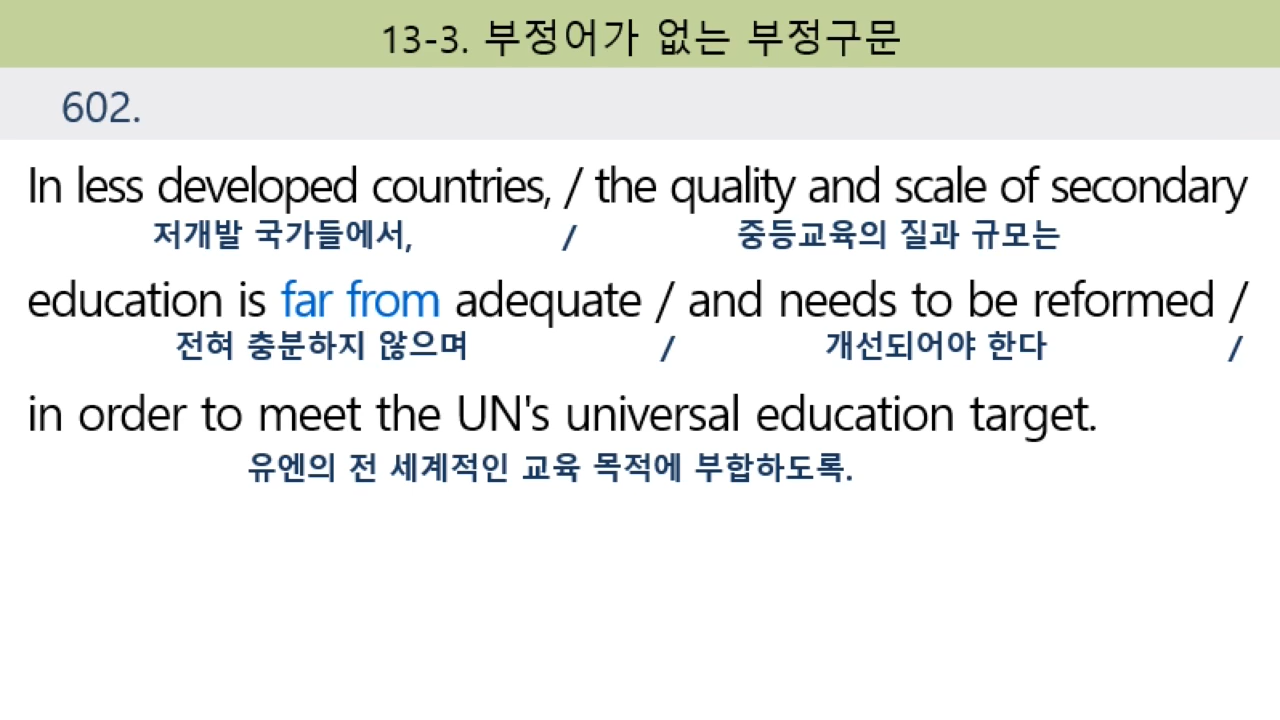 13-3. 부정어가 없는 부정구문
602.
In less developed countries, / the quality and scale of secondary
저개발 국가들에서, / 중등교육의 질과 규모는
education is far from adequate / and needs to be reformed /
전혀 충분하지 않으며 / 개선되어야 한다 /
in order to meet the UN's universal education target.
유엔의 전 세계적인 교육 목적에 부합하도록.